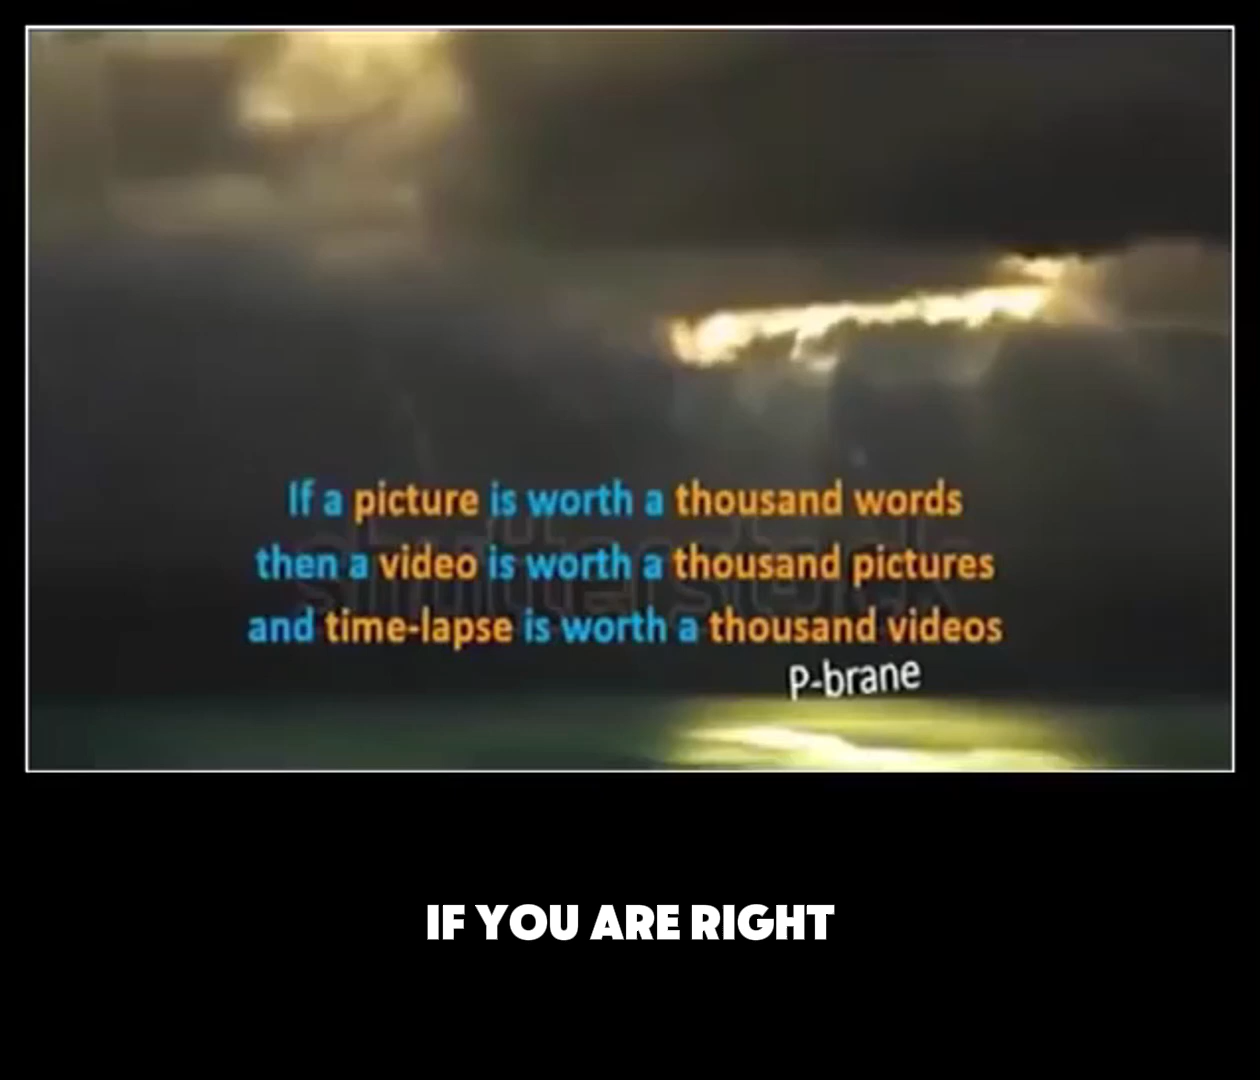 If a picture is worth a thousand words
then a video is worth a thousand pictures
shutterstock
and time-lapse is worth a thousand videos
P-brane
IF YOU ARE RIGHT